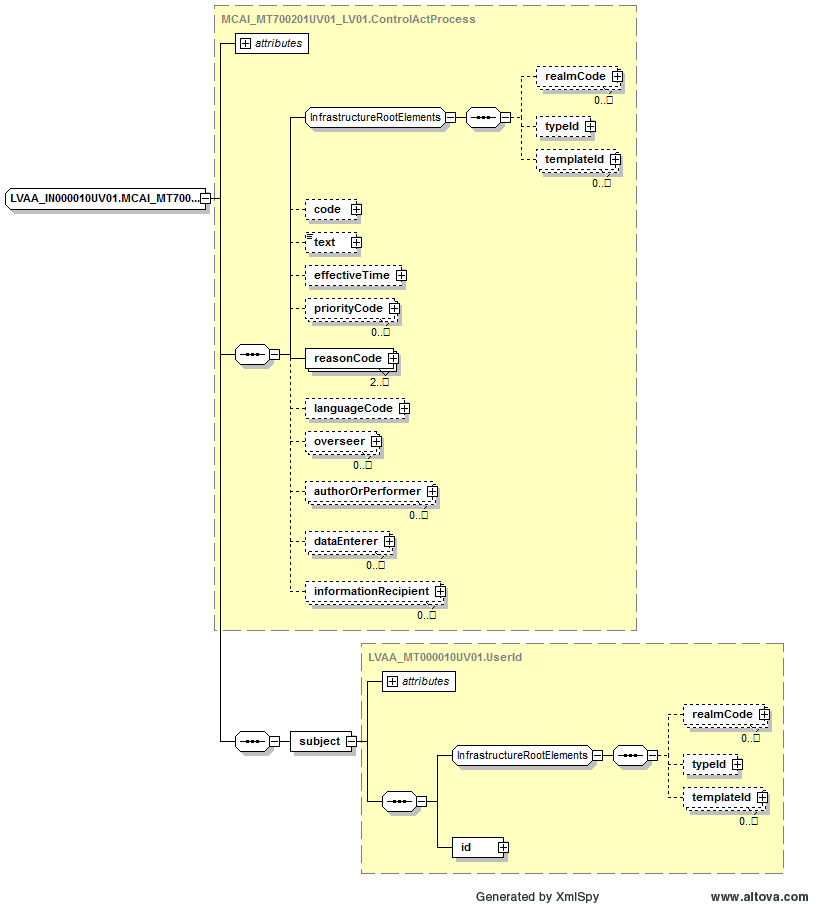 MCAI_MT700201UV01_LV01.ControlActProcess
attributes
realmCode
0..
InfrastructureRootElements
typeId
templateId
0..
LVAA_IN000010UV01.MCAI_MT700...
code
text
effectiveTime
priorityCode
0..
reasonCode
2..
languageCode
overseer
0..
authorOrPerformer
0..
dataEnterer
0..
informationRecipient
0..
LVAA_MT000010UV01.UserId
attributes
realmCode
0..
subject
InfrastructureRootElements
typeId
templateId
0..
id
Generated by XmlSpy
www.altova.com